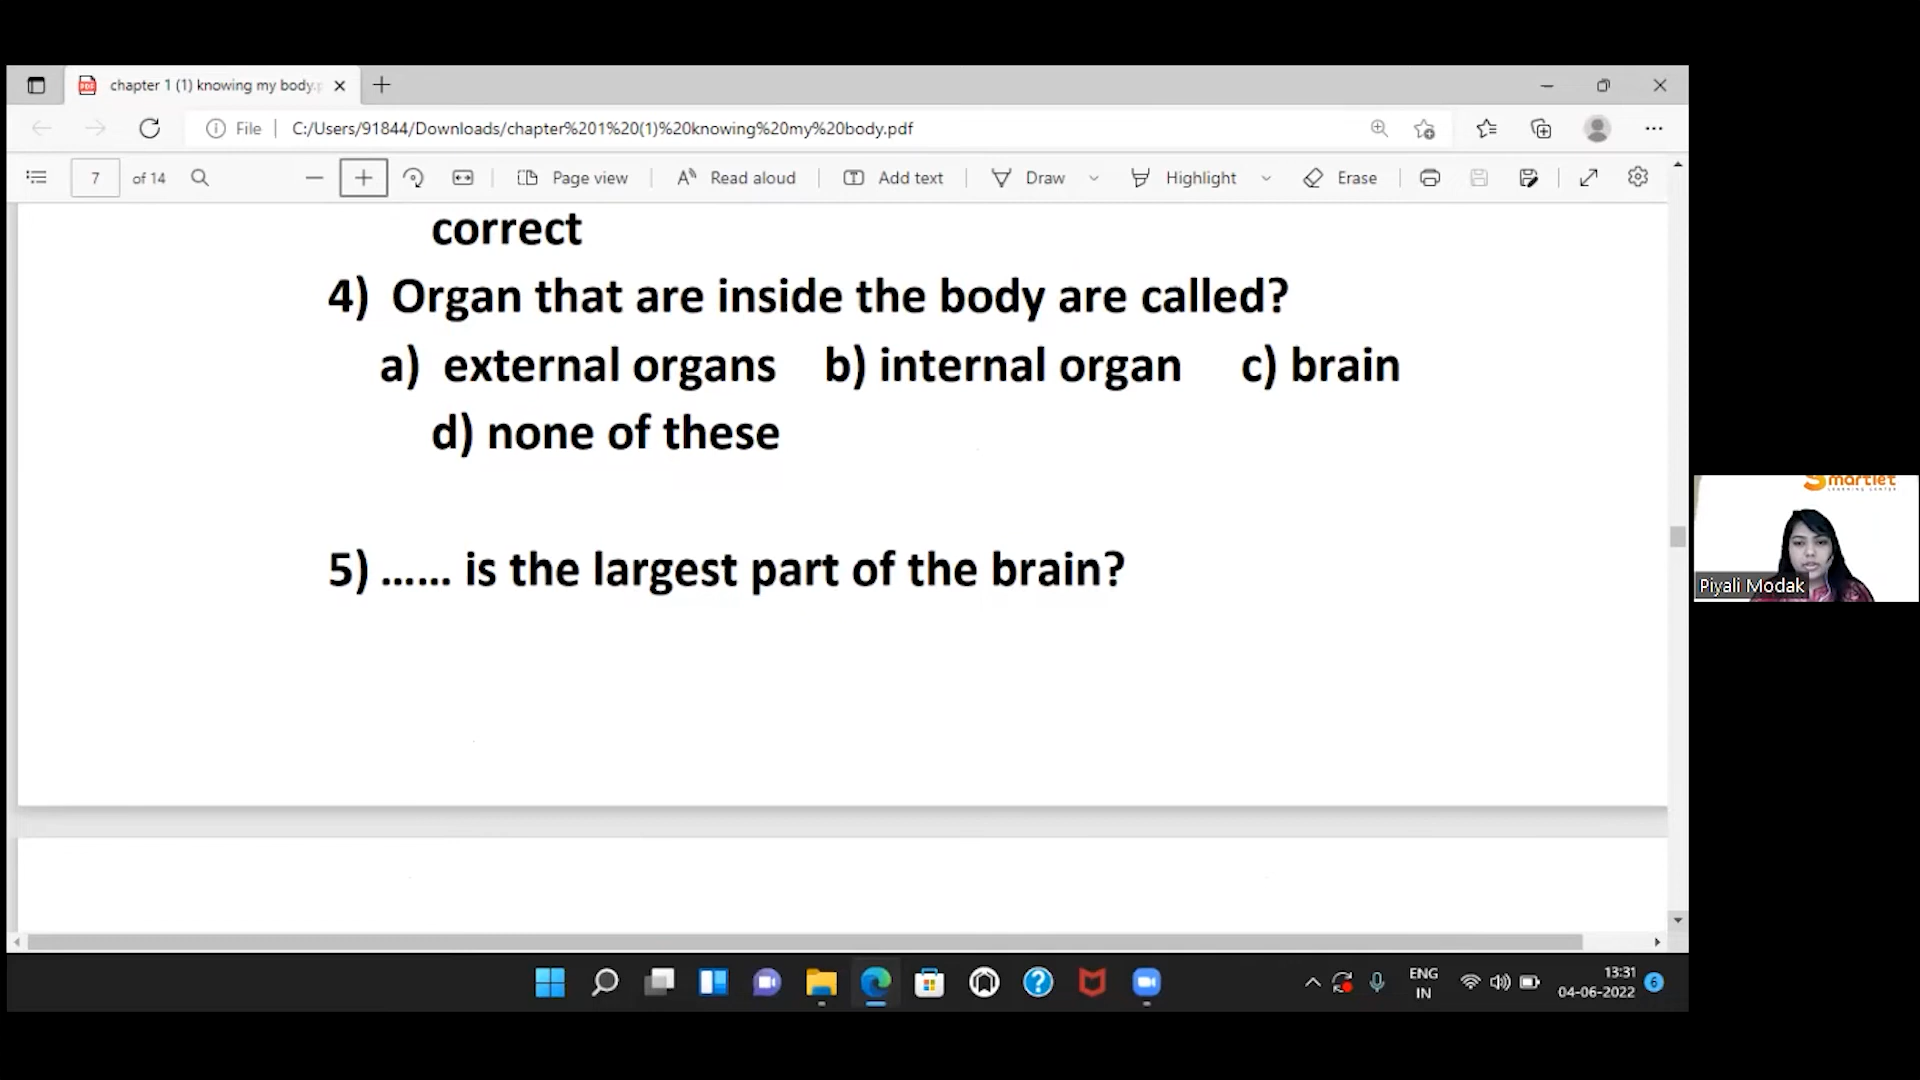 chapter 1 (1) knowing my body.p
File C:/Users/91844/Downloads/chapter%201%20(1)%20knowing%20my%20body.pdf
7 of 14 Page view Read aloud Add text Draw Highlight Erase
correct
4) Organ that are inside the body are called?
a) external organs b) internal organ c) brain
d) none of these
5) ...... is the largest part of the brain?
Smartlet
LEARNING CENTER
Piyali Modak
ENG
IN
13:31
04-06-2022
6